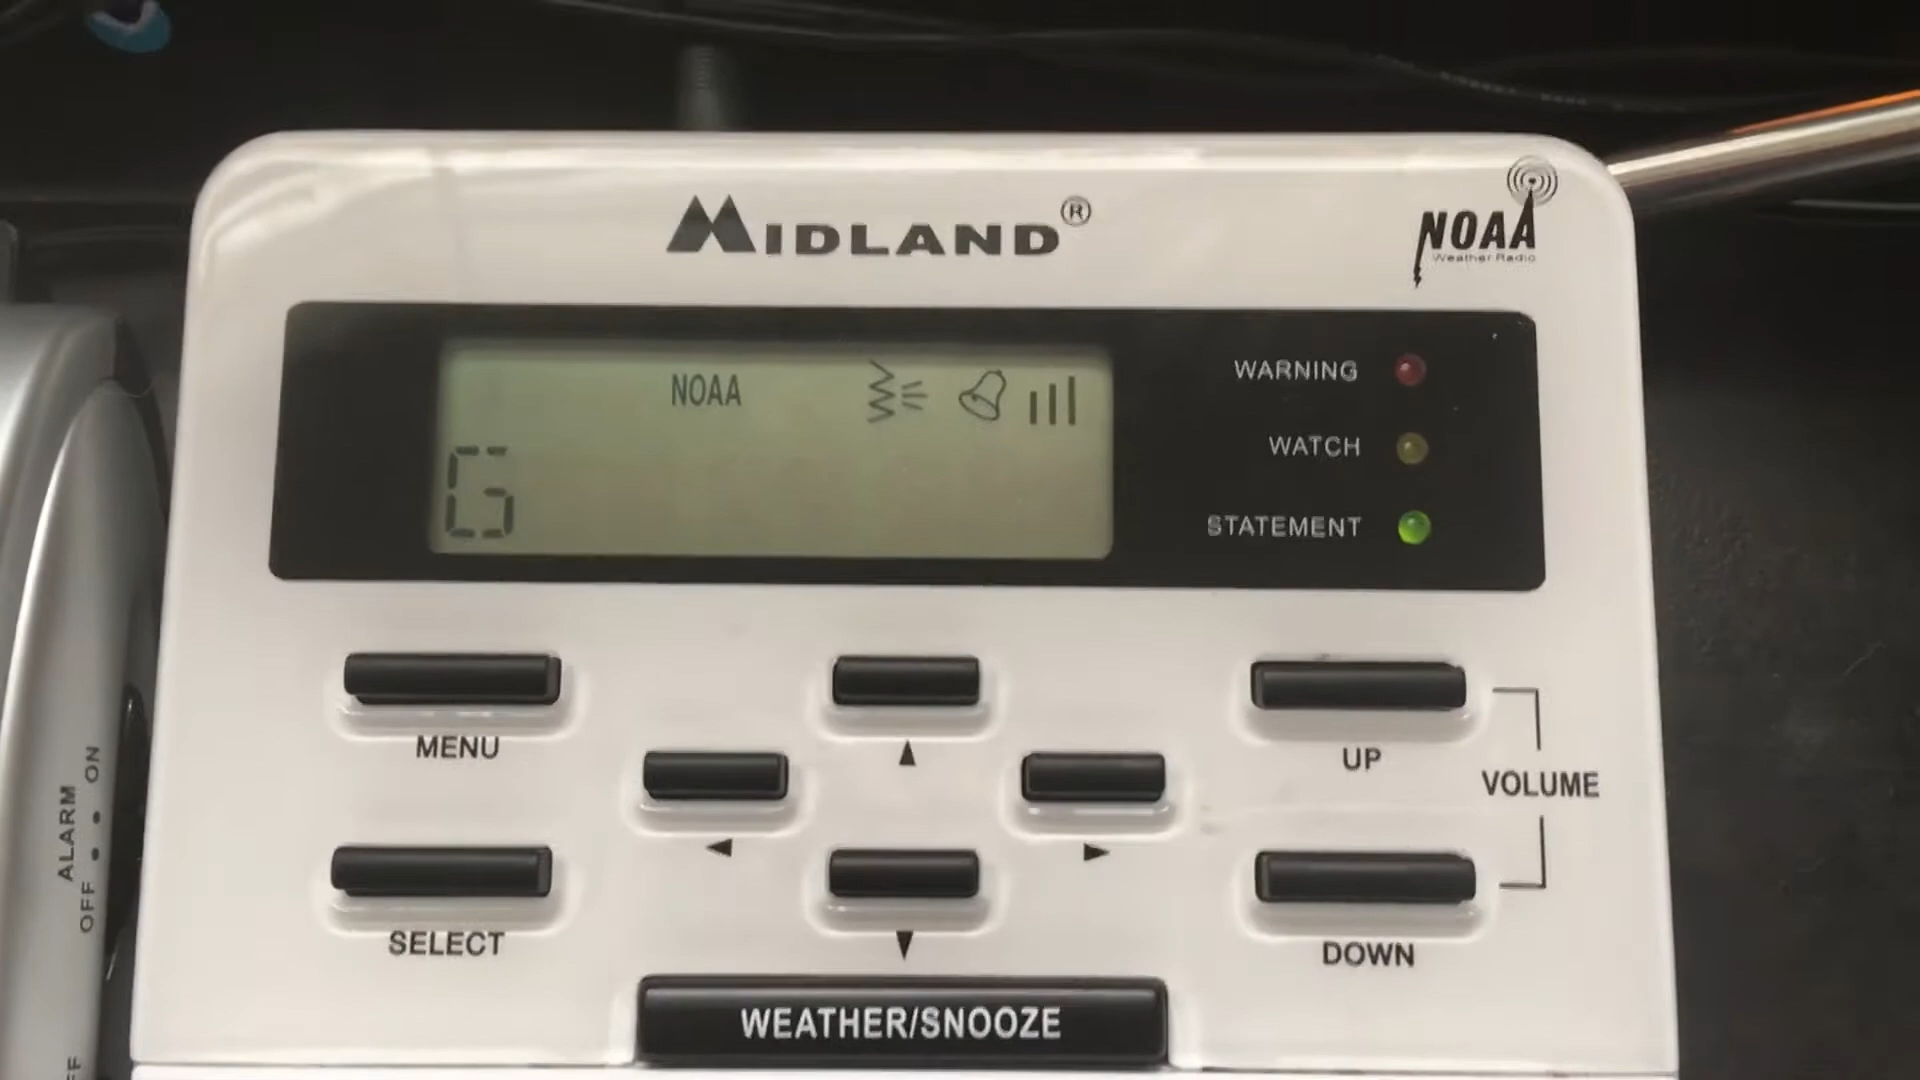 MIDLAND®
NOAA
Weather Radio
NOAA
G
WARNING
WATCH
STATEMENT
MENU
UP
VOLUME
SELECT
DOWN
WEATHER/SNOOZE
ALARM
OFF • • ON